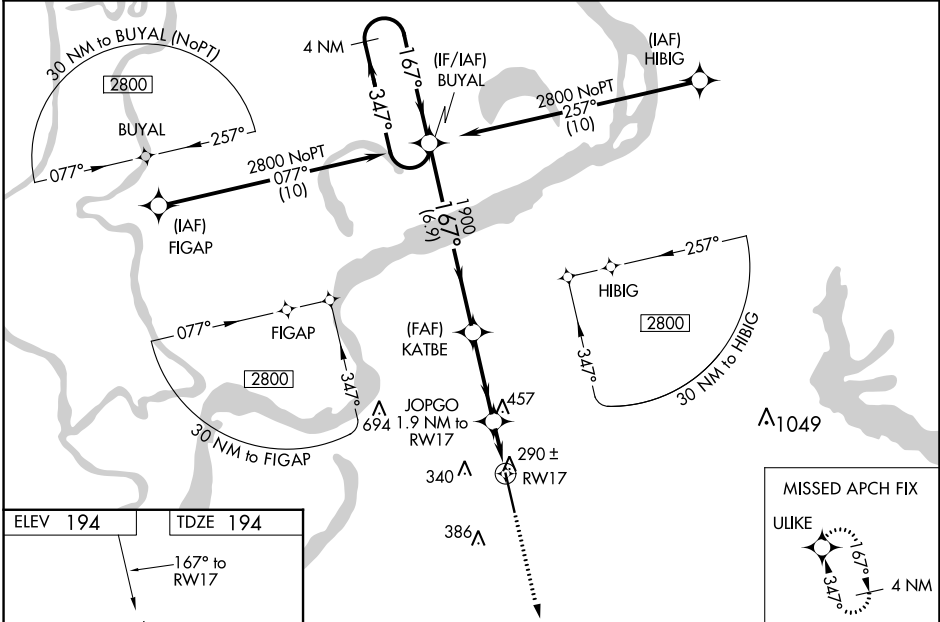 30 NM to BUYAL (NoPT)
2800
BUYAL
077°
257°
4 NM
167°
347°
(IF/IAF)
BUYAL
(IAF)
HIBIG
2800 NoPT
257°
(10)
2800 NoPT
077°
(10)
(IAF)
FIGAP
1900
167°
(6.9)
077°
FIGAP
2800
347°
30 NM to FIGAP
257°
HIBIG
2800
347°
30 NM to HIBIG
(FAF)
KATBE
JOPGO
1.9 NM to
RW17
457
694
1049
290 ±
RW17
340
386
ELEV 194
TDZE 194
167° to
RW17
MISSED APCH FIX
ULIKE
167°
347°
4 NM